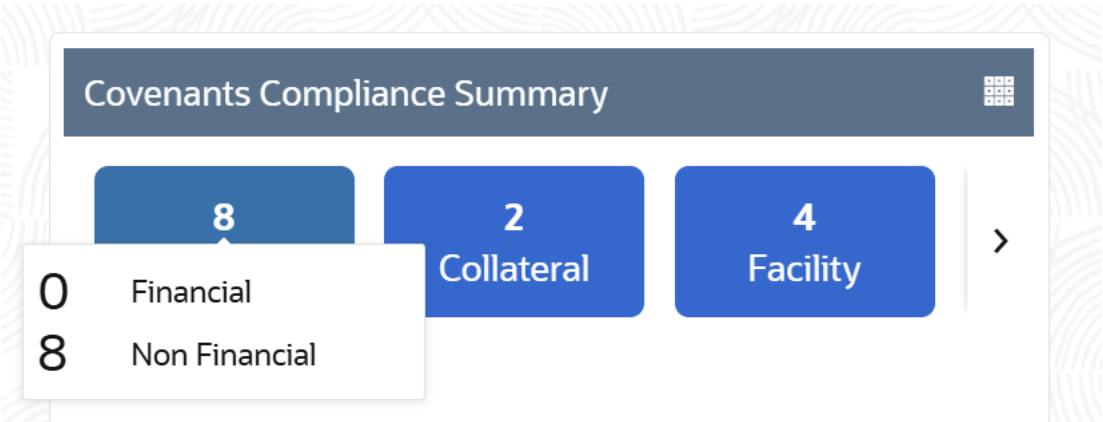 Covenants Compliance Summary
8
2
Collateral
4
Facility
0 Financial
8 Non Financial